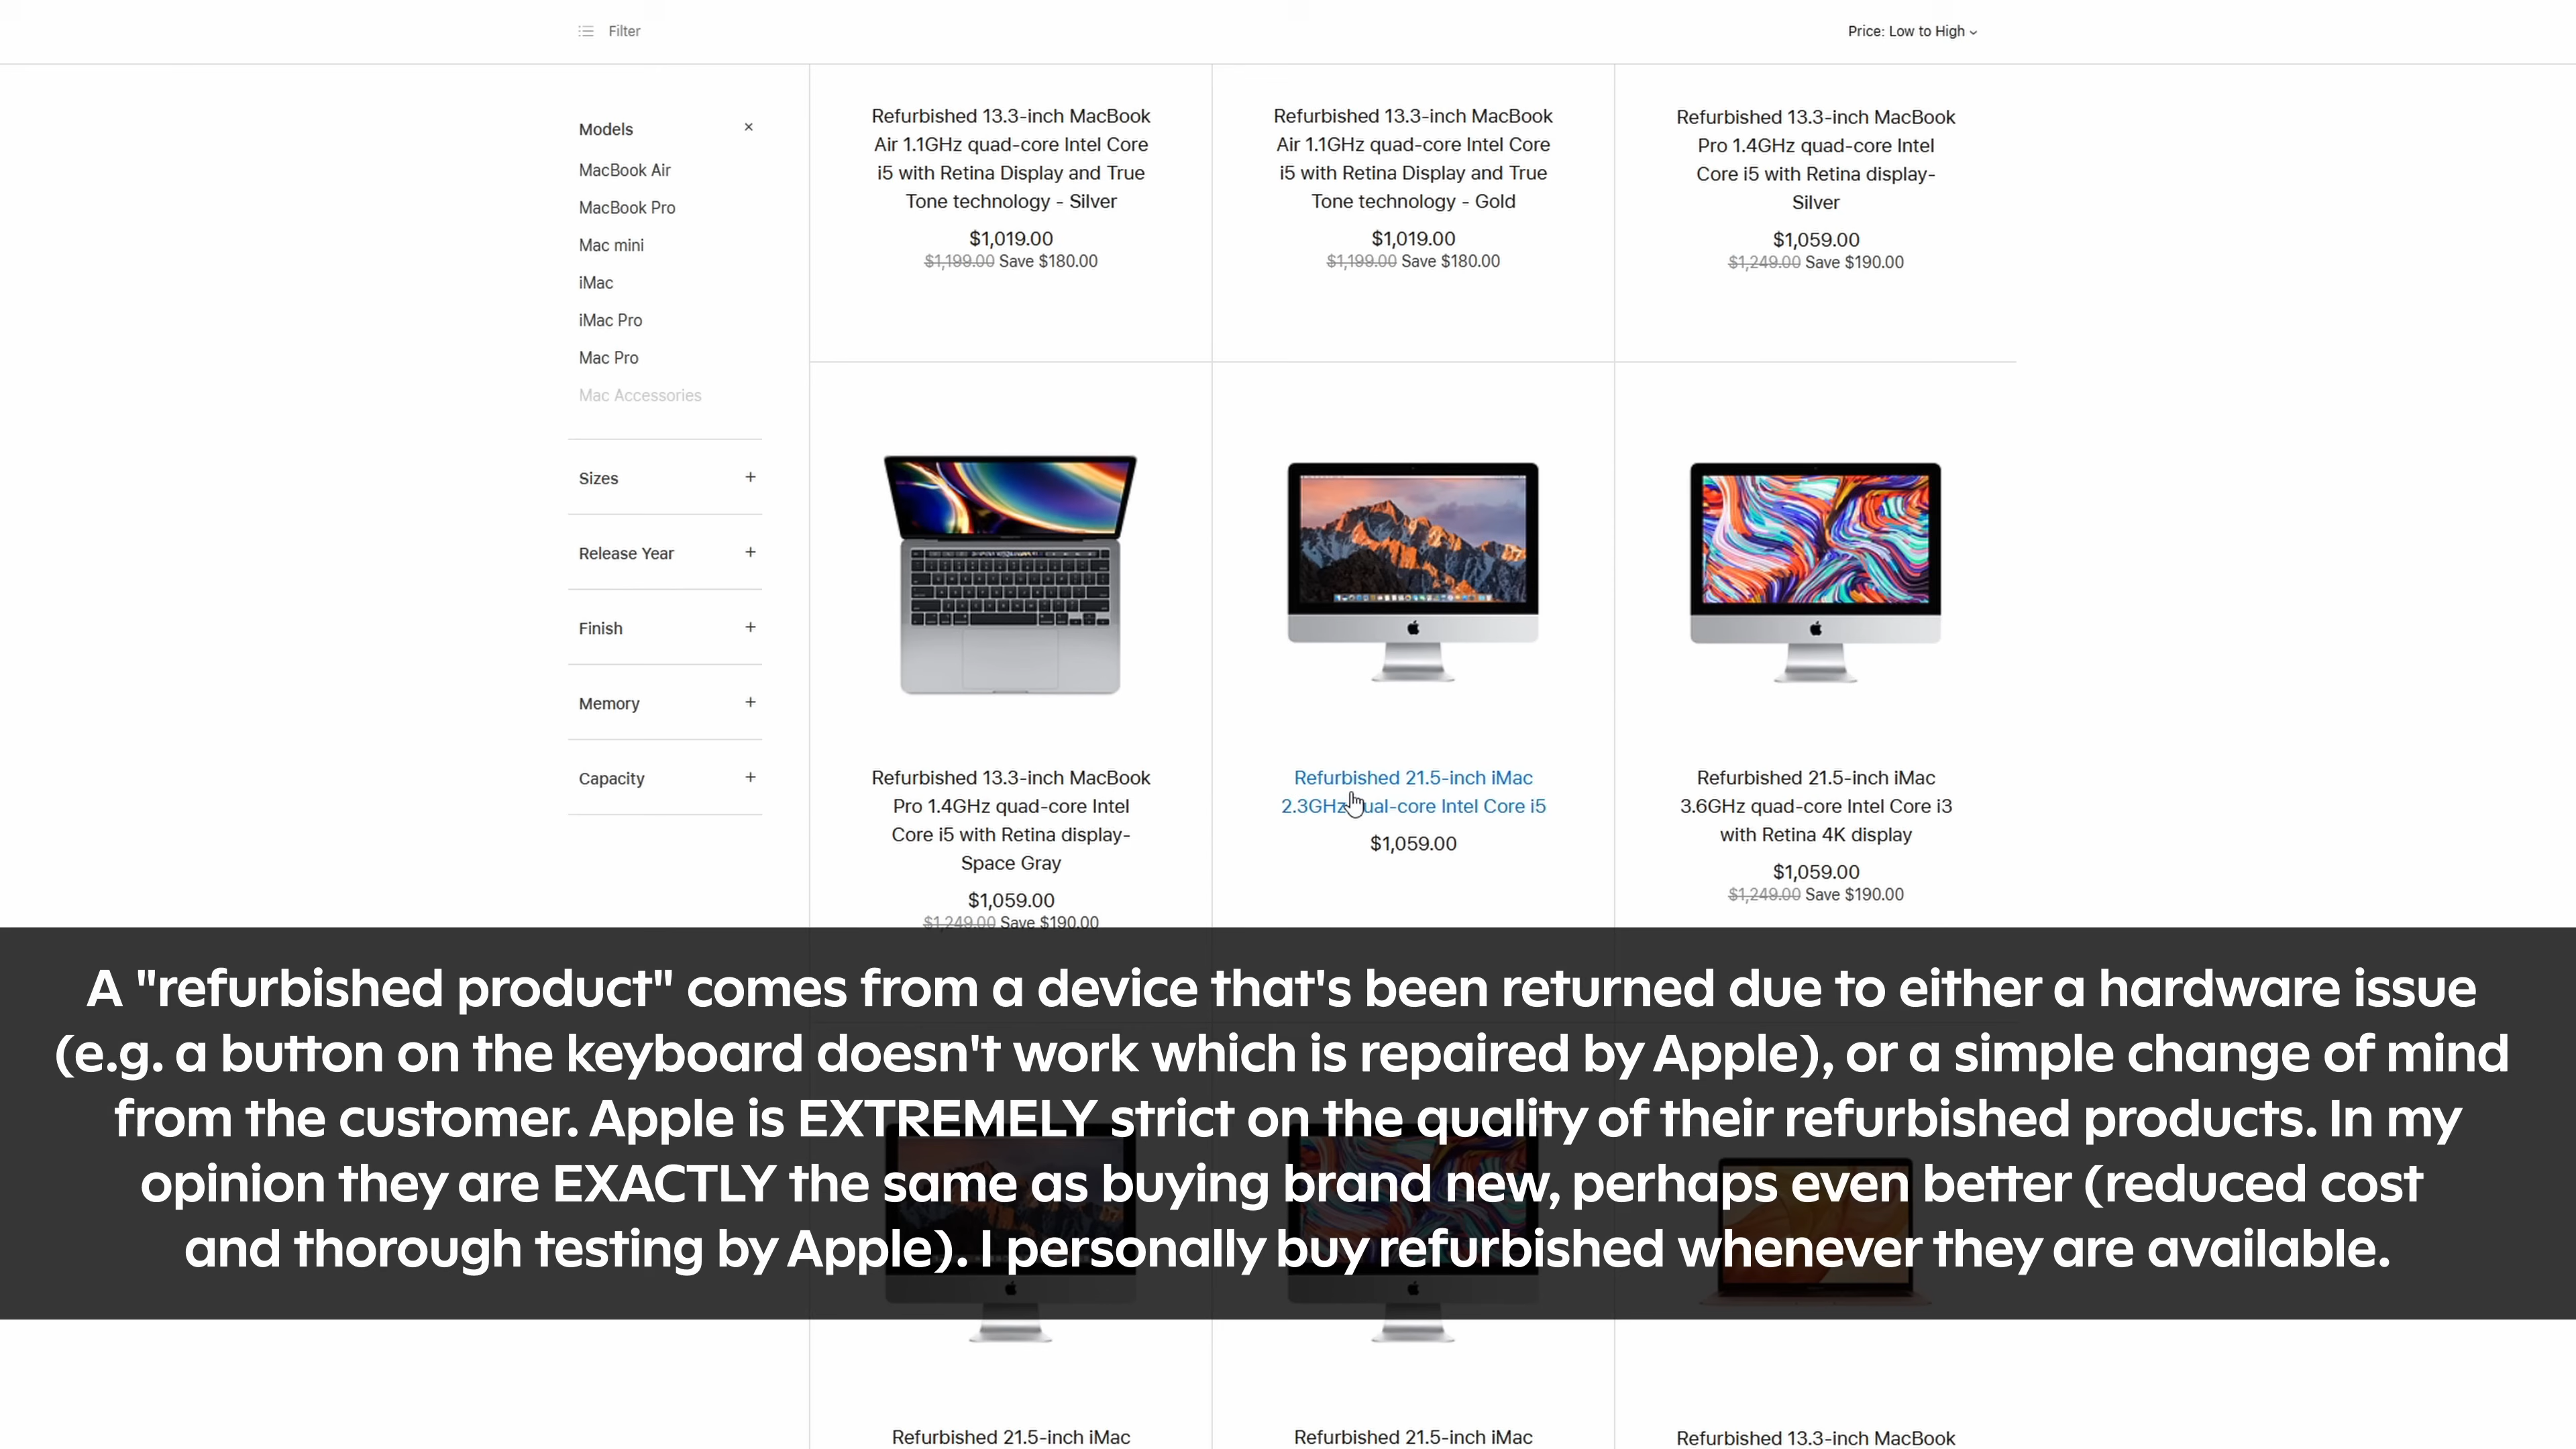 Filter
Price: Low to High
Models
MacBook Air
MacBook Pro
Mac mini
iMac
iMac Pro
Mac Pro
Mac Accessories
Sizes
Release Year
Finish
Memory
Capacity
Refurbished 13.3-inch MacBook
Air 1.1GHz quad-core Intel Core
i5 with Retina Display and True
Tone technology - Silver
$1,019.00
$1,199.00 Save $180.00
Refurbished 13.3-inch MacBook
Air 1.1GHz quad-core Intel Core
i5 with Retina Display and True
Tone technology - Gold
$1,019.00
$1,199.00 Save $180.00
Refurbished 13.3-inch MacBook
Pro 1.4GHz quad-core Intel
Core i5 with Retina display-
Silver
$1,059.00
$1,249.00 Save $190.00
Refurbished 13.3-inch MacBook
Pro 1.4GHz quad-core Intel
Core i5 with Retina display-
Space Gray
$1,059.00
$1,249.00 Save $190.00
Refurbished 21.5-inch iMac
2.3GHz dual-core Intel Core i5
$1,059.00
Refurbished 21.5-inch iMac
3.6GHz quad-core Intel Core i3
with Retina 4K display
$1,059.00
$1,249.00 Save $190.00
A "refurbished product" comes from a device that's been returned due to either a hardware issue
(e.g. a button on the keyboard doesn't work which is repaired by Apple), or a simple change of mind
from the customer. Apple is EXTREMELY strict on the quality of their refurbished products. In my
opinion they are EXACTLY the same as buying brand new, perhaps even better (reduced cost
and thorough testing by Apple). I personally buy refurbished whenever they are available.
Refurbished 21.5-inch iMac
Refurbished 21.5-inch iMac
Refurbished 13.3-inch MacBook